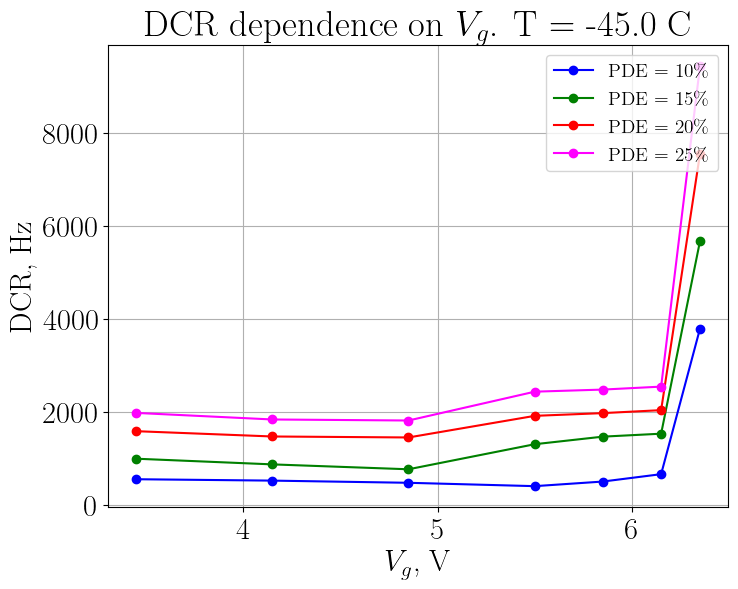 DCR dependence on V_g. T = -45.0 C
PDE = 10%
PDE = 15%
PDE = 20%
PDE = 25%
DCR, Hz
8000
6000
4000
2000
0
4
5
6
V_g, V